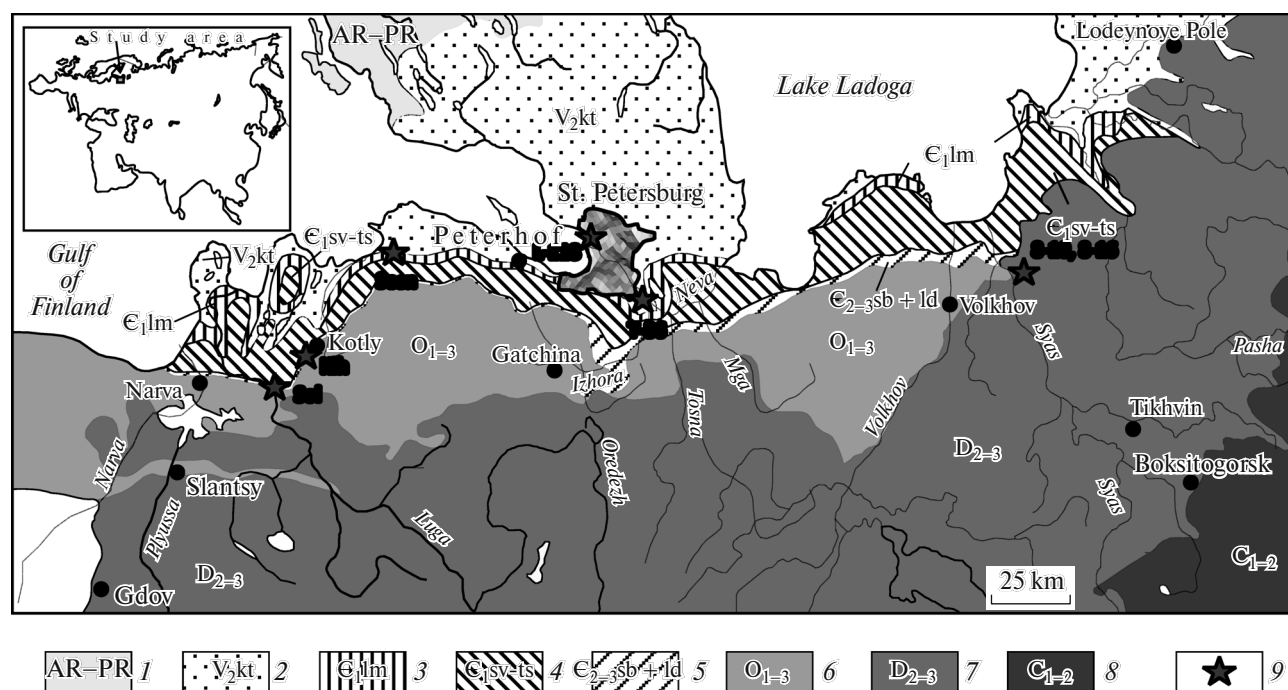 Study area
AR–PR
Lodeynoye Pole
Lake Ladoga
V₂kt
Є₁lm
St. Petersburg
Є₁sv-ts
Peterhof
Є₁sv-ts
Gulf
of
Finland
V₂kt
Neva
Є₂₋₃sb + ld
Volkhov
Є₁lm
Kotly
O₁₋₃
Gatchina
O₁₋₃
Syas
Pasha
Izhora
Mga
Narva
Tosna
Volkhov
Tikhvin
D₂₋₃
Boksitogorsk
Narva
Slantsy
Oredezh
Syas
Plyussa
Luga
C₁₋₂
D₂₋₃
Gdov
25 km
AR–PR 1
V₂kt 2
Є₁lm 3
Є₁sv-ts 4
Є₂₋₃sb + ld 5
O₁₋₃ 6
D₂₋₃ 7
C₁₋₂ 8
9